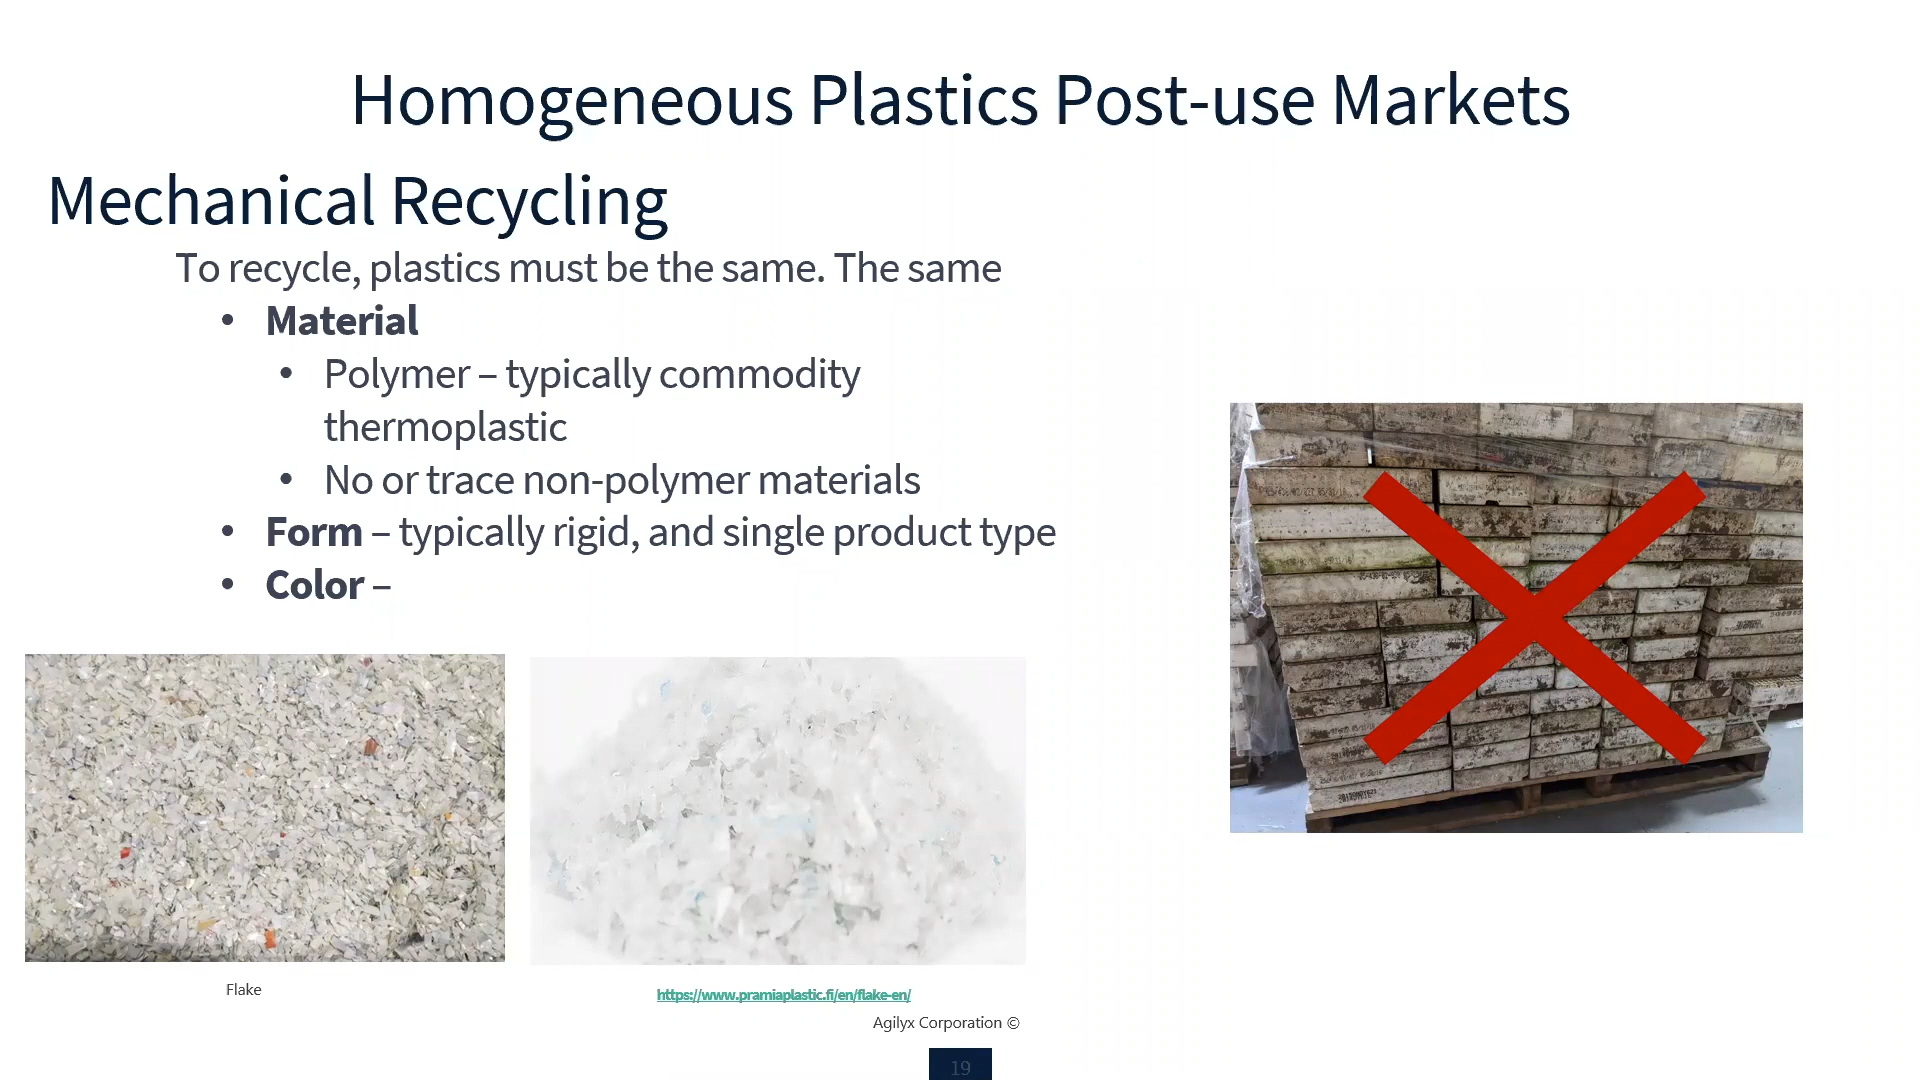 Homogeneous Plastics Post-use Markets
Mechanical Recycling
To recycle, plastics must be the same. The same
• Material
• Polymer – typically commodity
thermoplastic
• No or trace non-polymer materials
• Form – typically rigid, and single product type
• Color –
Flake
https://www.pramiaplastic.fi/en/flake-en/
Agilyx Corporation ©
19